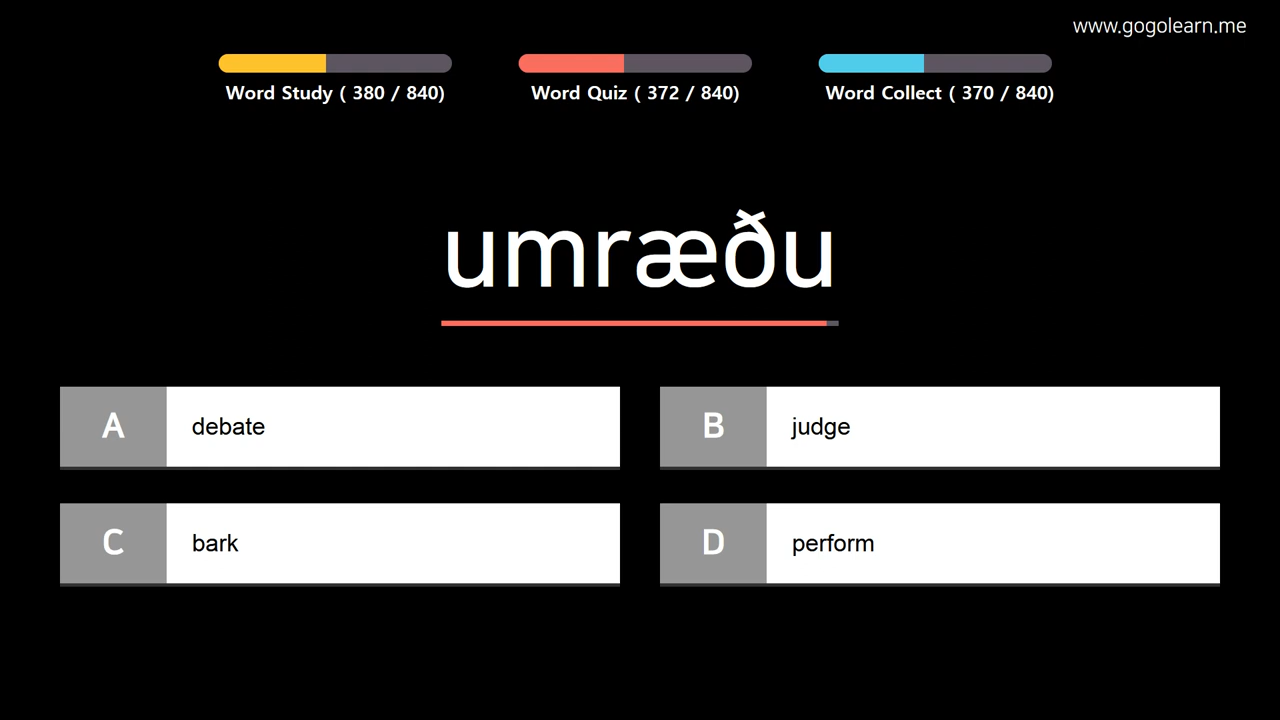 www.gogolearn.me
Word Study ( 380 / 840)
Word Quiz ( 372 / 840)
Word Collect ( 370 / 840)
umræðu
A debate
B judge
C bark
D perform